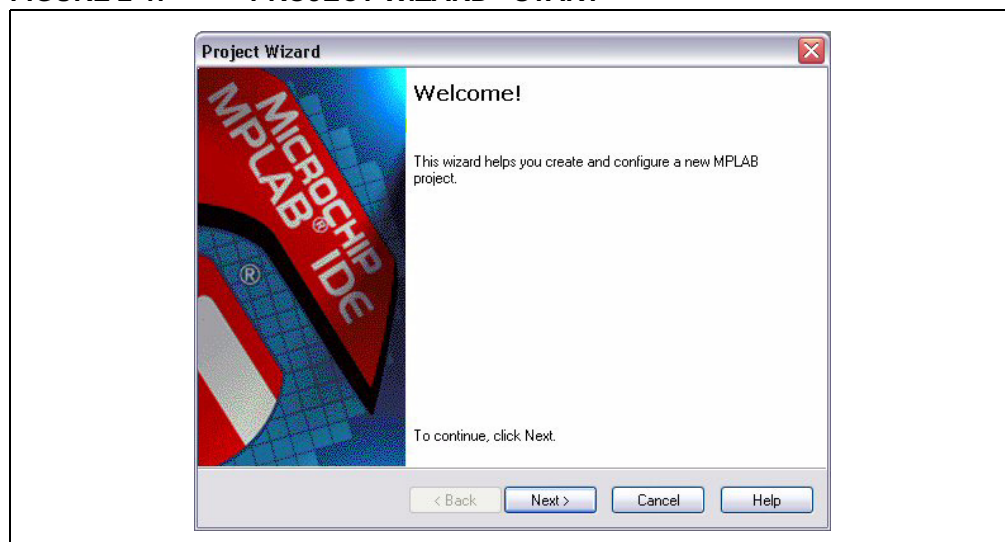 Project Wizard
MICROCHIP
MPLAB® IDE
®
Welcome!
This wizard helps you create and configure a new MPLAB
project.
To continue, click Next.
< Back
Next >
Cancel
Help